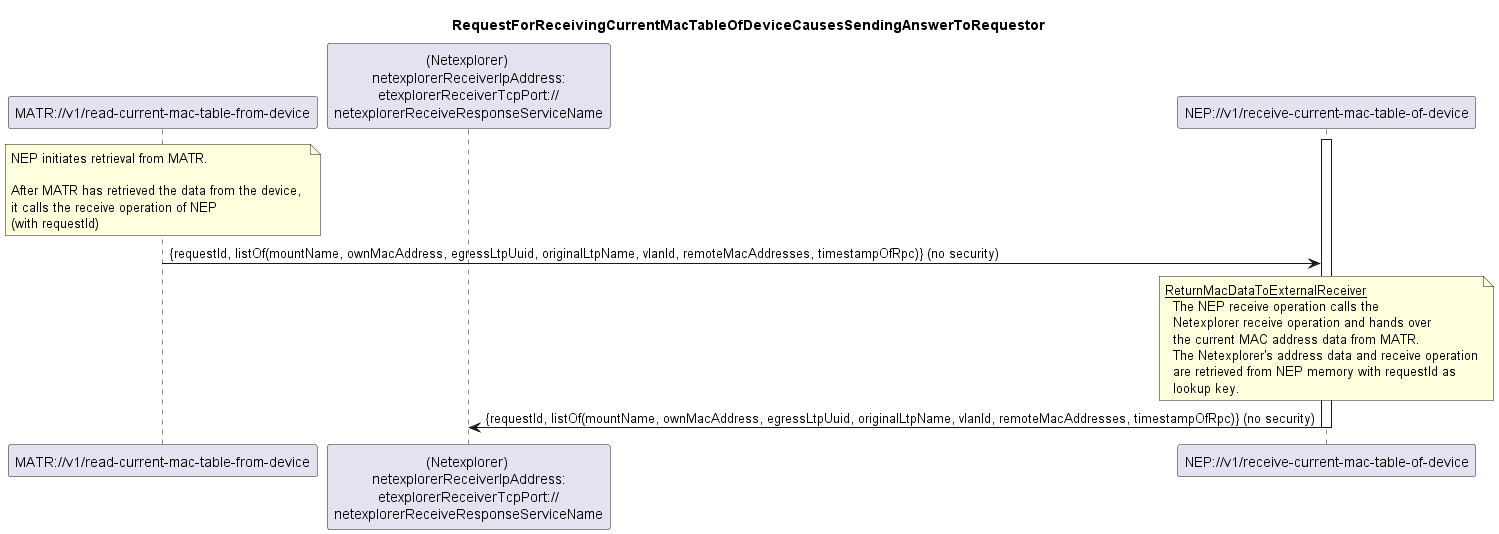 RequestForReceivingCurrentMacTableOfDeviceCausesSendingAnswerToRequestor
MATR://v1/read-current-mac-table-from-device
(Netexplorer)
netexplorerReceiverIpAddress:
etexplorerReceiverTcpPort://
netexplorerReceiveResponseServiceName
NEP://v1/receive-current-mac-table-of-device
NEP initiates retrieval from MATR.
After MATR has retrieved the data from the device,
it calls the receive operation of NEP
(with requestId)
{requestId, listOf(mountName, ownMacAddress, egressLtpUuid, originalLtpName, vlanId, remoteMacAddresses, timestampOfRpc)} (no security)
ReturnMacDataToExternalReceiver
The NEP receive operation calls the
Netexplorer receive operation and hands over
the current MAC address data from MATR.
The Netexplorer's address data and receive operation
are retrieved from NEP memory with requestId as
lookup key.
{requestId, listOf(mountName, ownMacAddress, egressLtpUuid, originalLtpName, vlanId, remoteMacAddresses, timestampOfRpc)} (no security)
MATR://v1/read-current-mac-table-from-device
(Netexplorer)
netexplorerReceiverIpAddress:
etexplorerReceiverTcpPort://
netexplorerReceiveResponseServiceName
NEP://v1/receive-current-mac-table-of-device